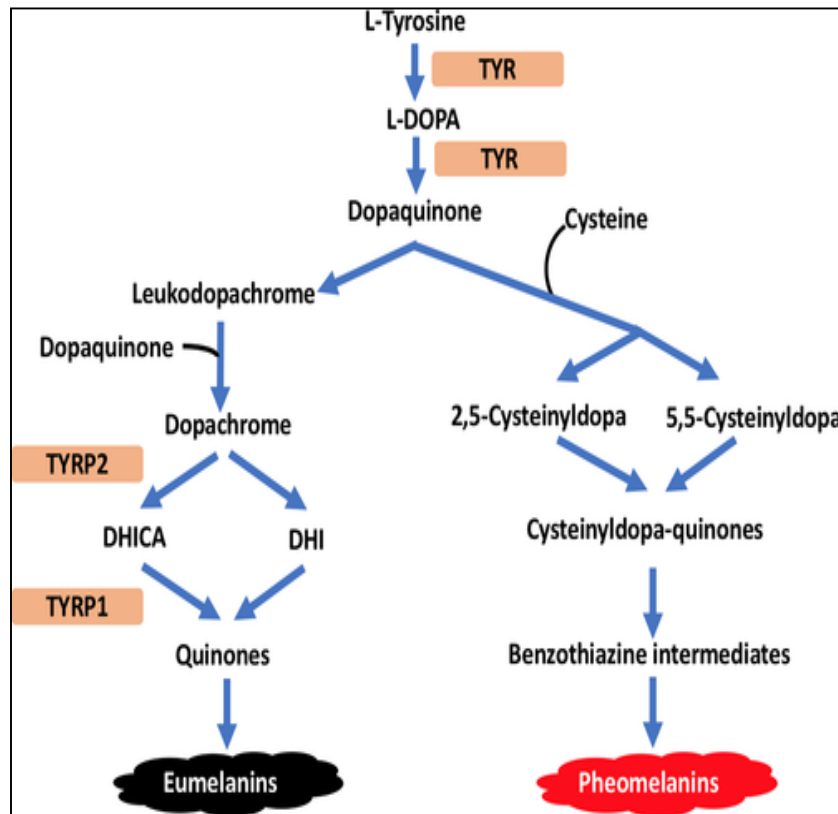 L-Tyrosine
TYR
L-DOPA
TYR
Dopaquinone
Cysteine
Leukodopachrome
Dopaquinone
Dopachrome
2,5-Cysteinyldopa
5,5-Cysteinyldopa
TYRP2
DHICA
DHI
Cysteinyldopa-quinones
TYRP1
Quinones
Benzothiazine intermediates
Eumelanins
Pheomelanins